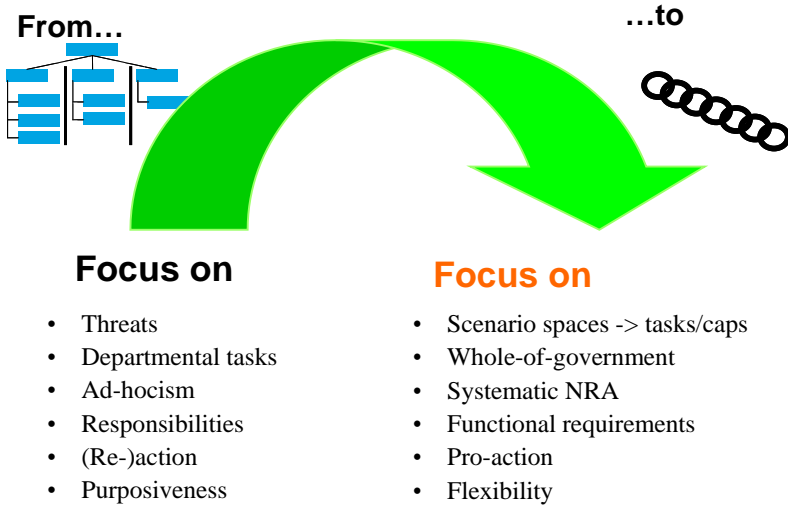 From…
…to
Focus on
• Threats
• Departmental tasks
• Ad-hocism
• Responsibilities
• (Re-)action
• Purposiveness
Focus on
• Scenario spaces -> tasks/caps
• Whole-of-government
• Systematic NRA
• Functional requirements
• Pro-action
• Flexibility